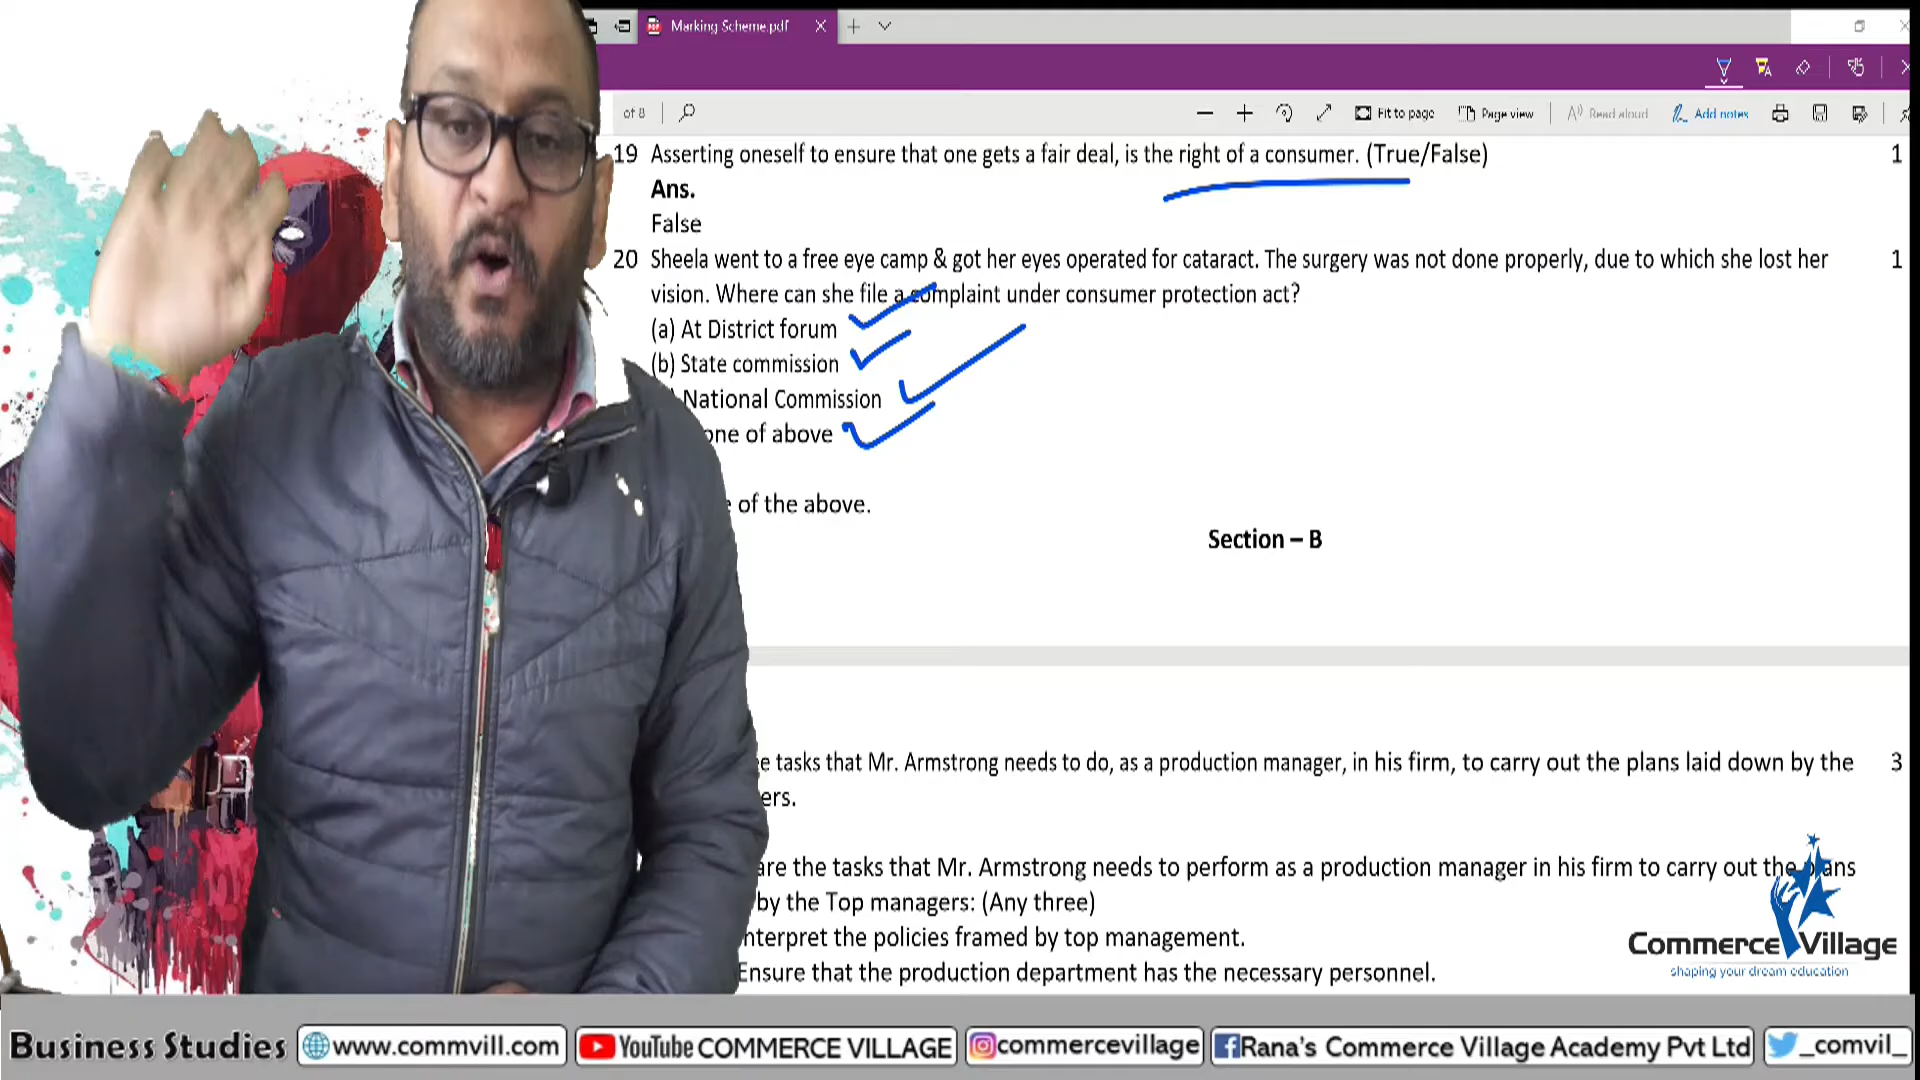 Marking Scheme.pdf
of 8
Fit to page
Page view
Read aloud
Add notes
19 Asserting oneself to ensure that one gets a fair deal, is the right of a consumer. (True/False) 1
Ans.
False
20 Sheela went to a free eye camp & got her eyes operated for cataract. The surgery was not done properly, due to which she lost her 1
vision. Where can she file a complaint under consumer protection act?
(a) At District forum
(b) State commission
National Commission
of above
of the above.
Section – B
tasks that Mr. Armstrong needs to do, as a production manager, in his firm, to carry out the plans laid down by the 3
are the tasks that Mr. Armstrong needs to perform as a production manager in his firm to carry out the plans
by the Top managers: (Any three)
nterpret the policies framed by top management.
Ensure that the production department has the necessary personnel.
Commerce Village
shaping your dream education
Business Studies
www.commvill.com
YouTube COMMERCE VILLAGE
commercevillage
Rana's Commerce Village Academy Pvt Ltd
_comvil_